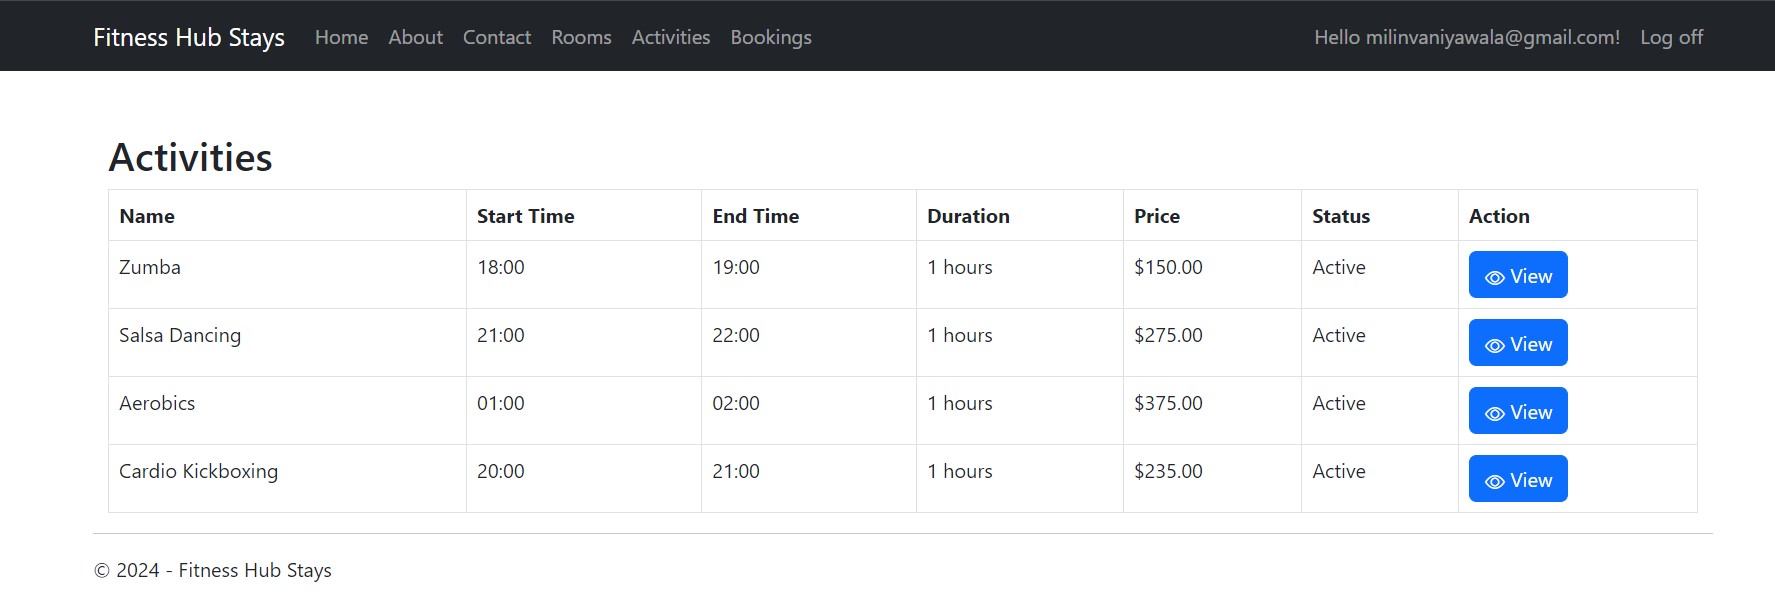 Fitness Hub Stays Home About Contact Rooms Activities Bookings Hello milinvaniyawala@gmail.com! Log off
Activities
Name Start Time End Time Duration Price Status Action
Zumba 18:00 19:00 1 hours $150.00 Active View
Salsa Dancing 21:00 22:00 1 hours $275.00 Active View
Aerobics 01:00 02:00 1 hours $375.00 Active View
Cardio Kickboxing 20:00 21:00 1 hours $235.00 Active View
© 2024 - Fitness Hub Stays